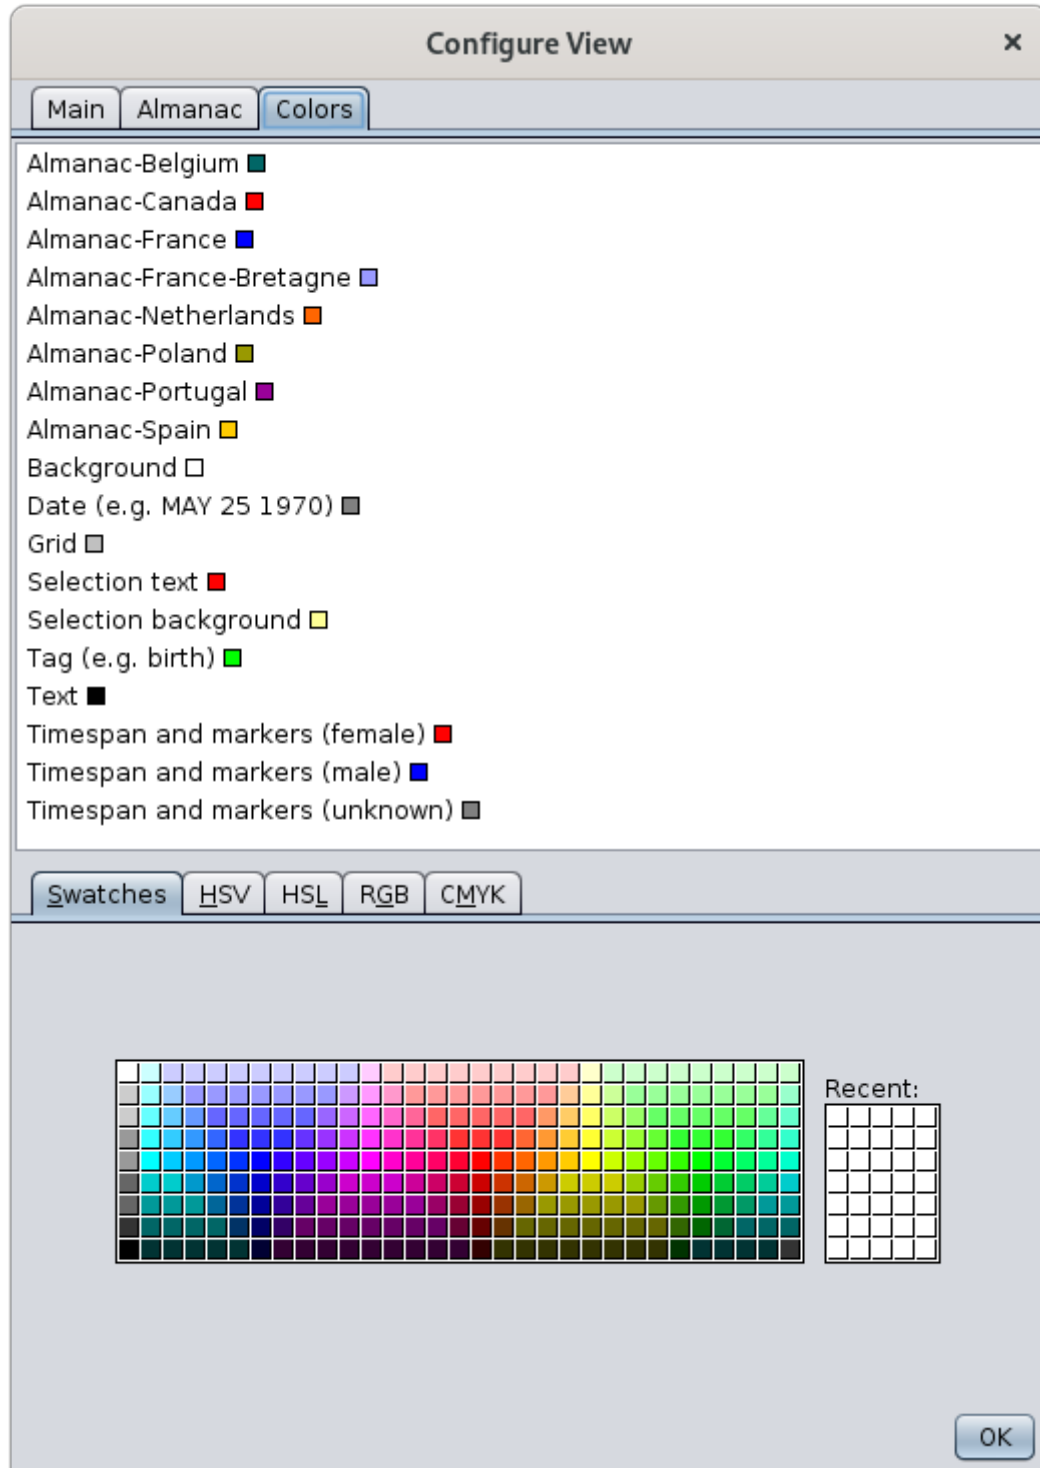 Configure View
Main Almanac Colors
Almanac-Belgium
Almanac-Canada
Almanac-France
Almanac-France-Bretagne
Almanac-Netherlands
Almanac-Poland
Almanac-Portugal
Almanac-Spain
Background
Date (e.g. MAY 25 1970)
Grid
Selection text
Selection background
Tag (e.g. birth)
Text
Timespan and markers (female)
Timespan and markers (male)
Timespan and markers (unknown)
Swatches HSV HSL RGB CMYK
Recent:
OK